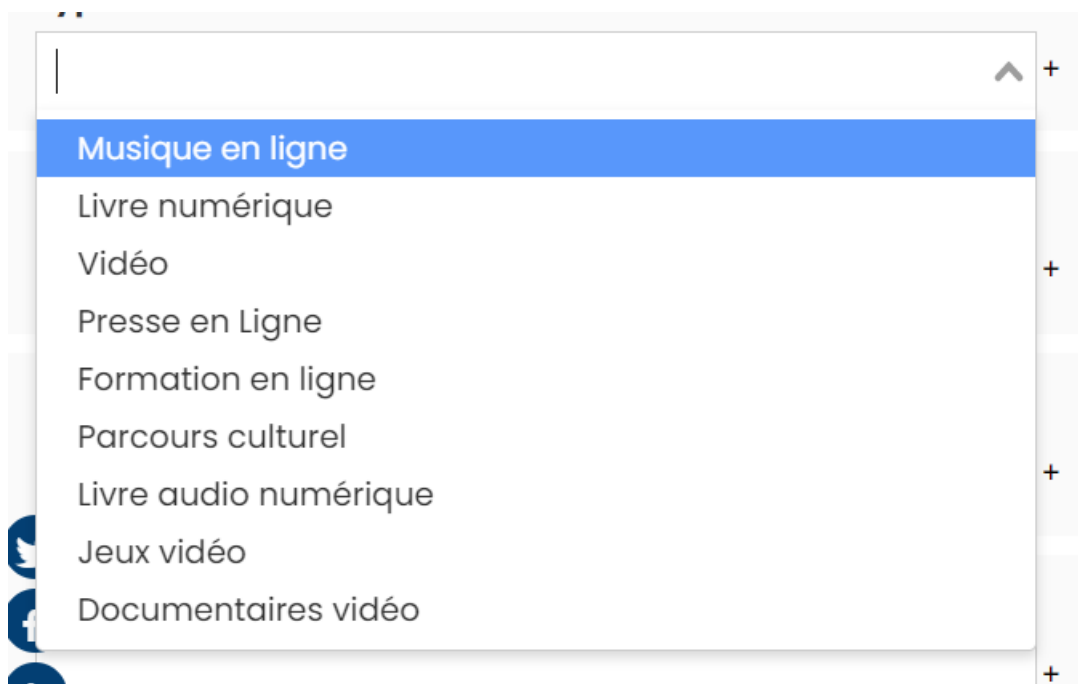 +
Musique en ligne
Livre numérique
Vidéo
+
Presse en Ligne
Formation en ligne
Parcours culturel
+
Livre audio numérique
Jeux vidéo
Documentaires vidéo
+